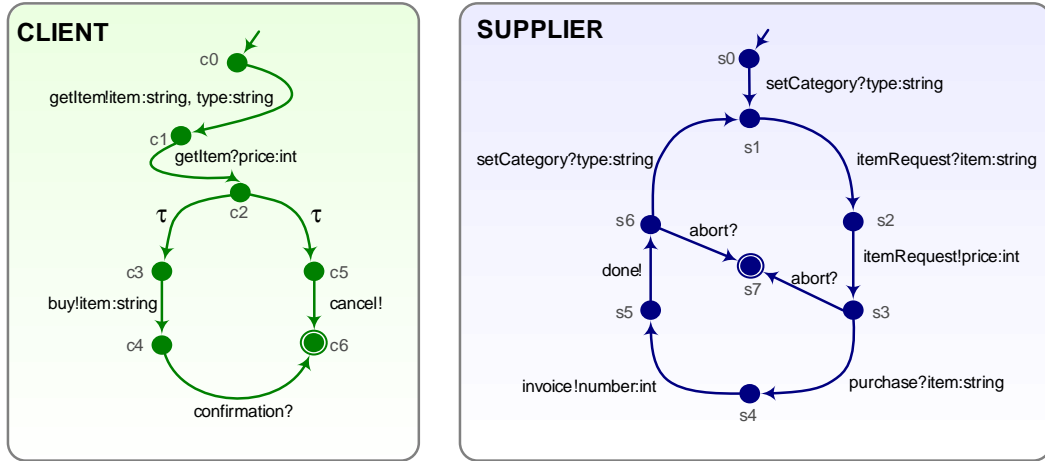 CLIENT
c0
getItem!item:string, type:string
c1
getItem?price:int
c2
τ
τ
c3
c5
buy!item:string
cancel!
c4
c6
confirmation?
SUPPLIER
s0
setCategory?type:string
s1
setCategory?type:string
itemRequest?item:string
s6
s2
abort?
itemRequest!price:int
done!
s7
abort?
s5
s3
invoice!number:int
purchase?item:string
s4